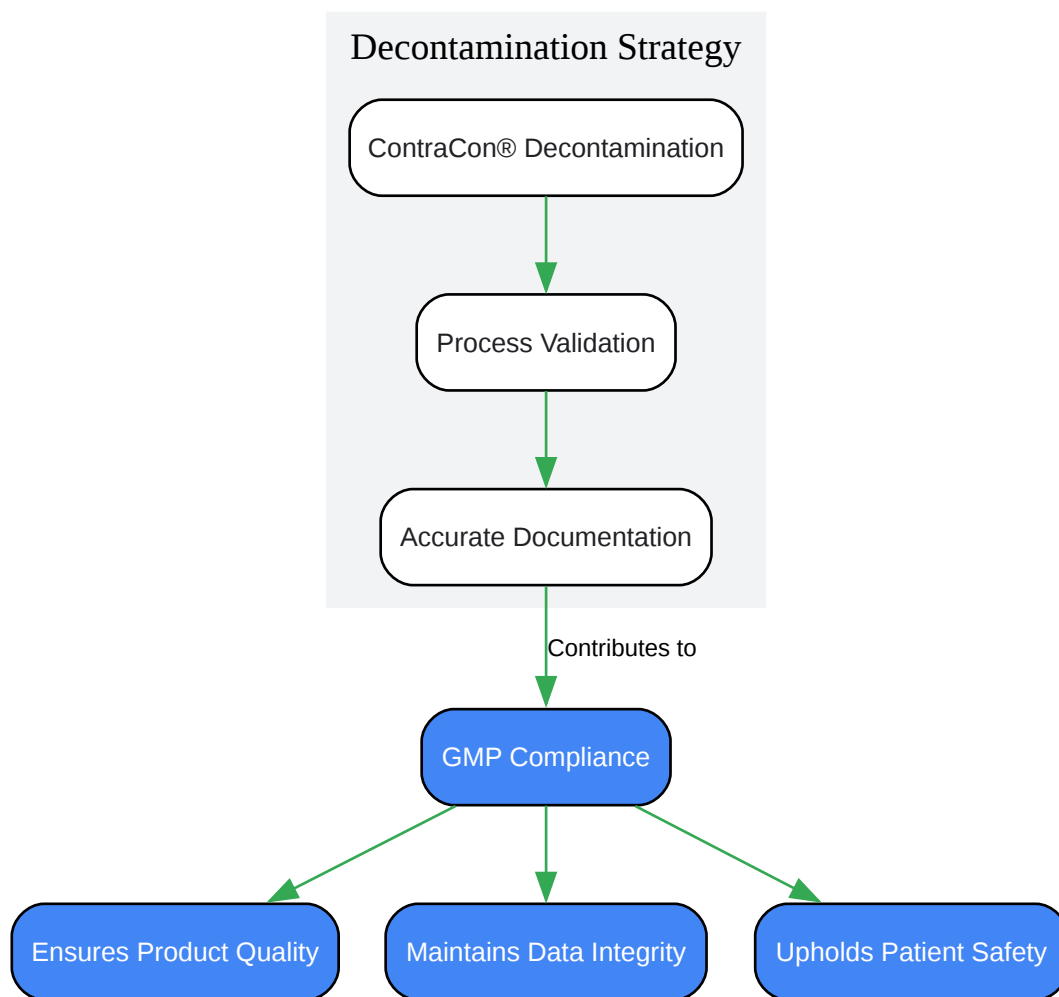 Decontamination Strategy
ContraCon® Decontamination
Process Validation
Accurate Documentation
Contributes to
GMP Compliance
Ensures Product Quality
Maintains Data Integrity
Upholds Patient Safety